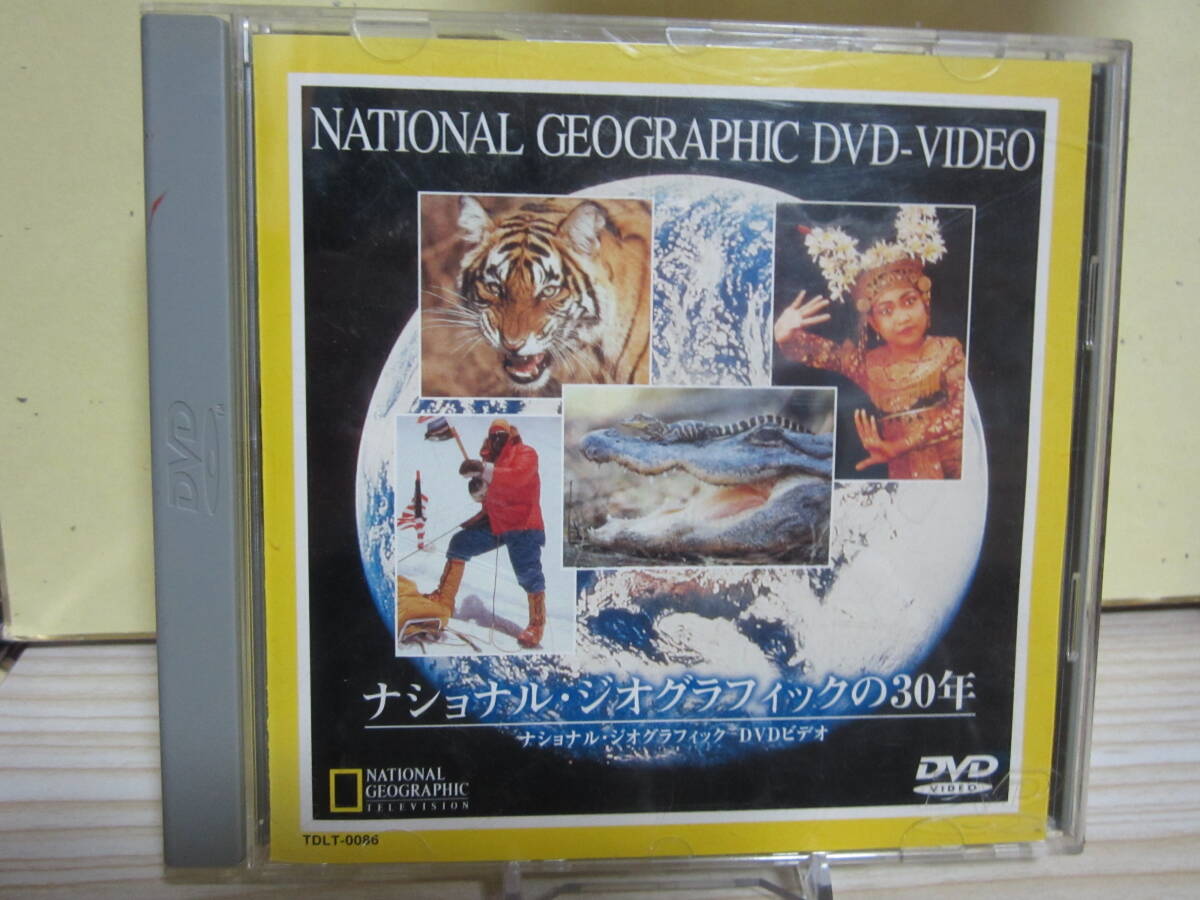 NATIONAL GEOGRAPHIC DVD-VIDEO
DVD
TM
ナショナル・ジオグラフィックの30年
ナショナル・ジオグラフィック DVDビデオ
NATIONAL
GEOGRAPHIC
TELEVISION
DVD
VIDEO
TDLT-0086